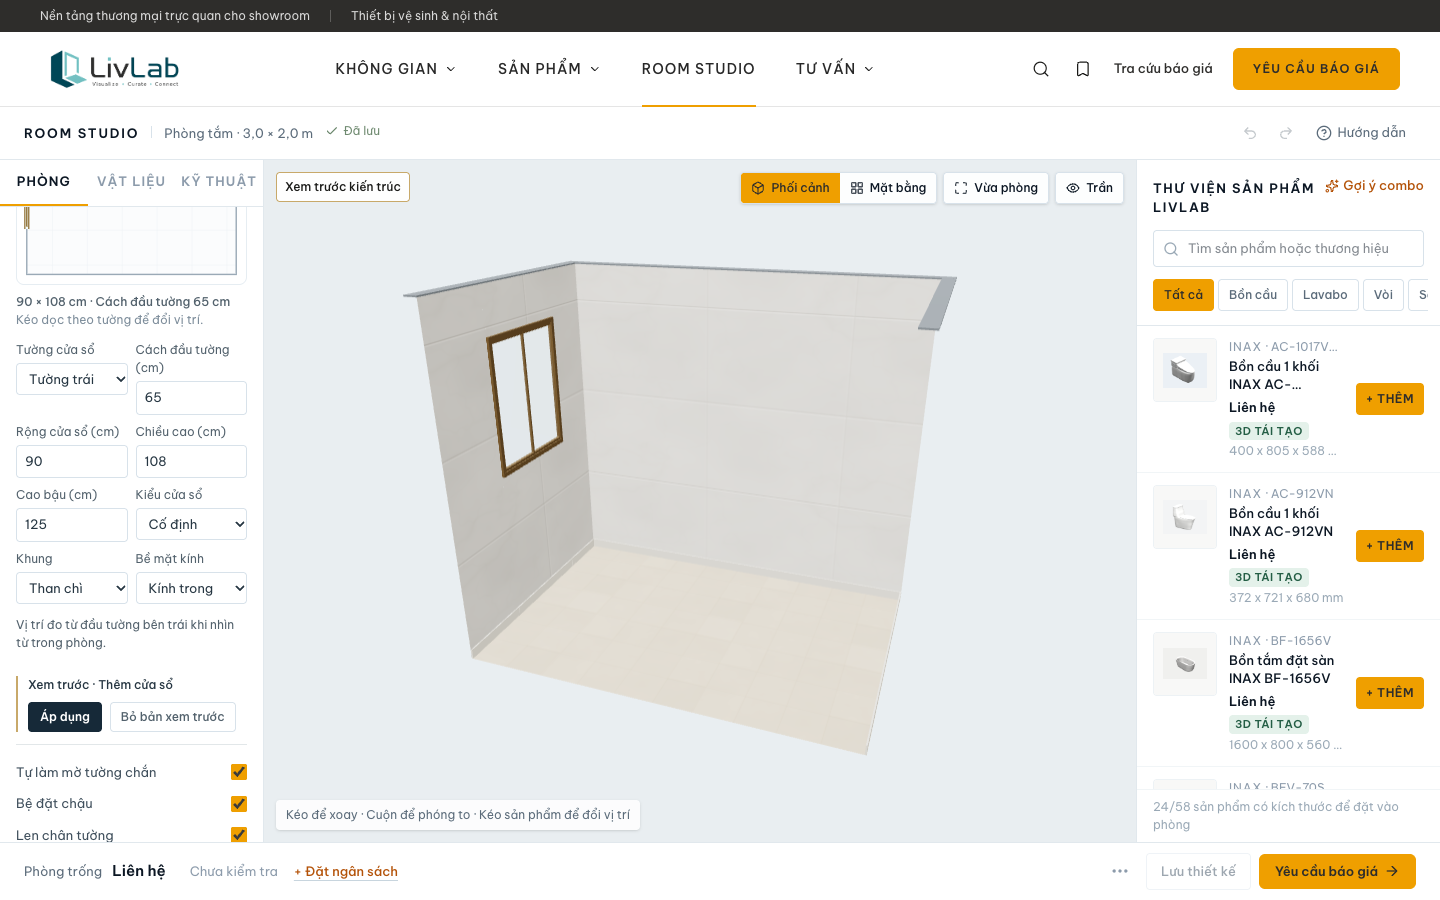 Nền tảng thương mại trực quan cho showroom
Thiết bị vệ sinh & nội thất
LivLab
Visualize • Curate • Connect
KHÔNG GIAN
SẢN PHẨM
ROOM STUDIO
TƯ VẤN
Tra cứu báo giá
YÊU CẦU BÁO GIÁ
ROOM STUDIO
Phòng tắm · 3,0 × 2,0 m
Đã lưu
Hướng dẫn
PHÒNG
VẬT LIỆU
KỸ THUẬT
90 × 108 cm · Cách đầu tường 65 cm
Kéo dọc theo tường để đổi vị trí.
Tường cửa sổ
Tường trái
Cách đầu tường
(cm)
65
Rộng cửa sổ (cm)
90
Chiều cao (cm)
108
Cao bậu (cm)
125
Kiểu cửa sổ
Cố định
Khung
Than chì
Bề mặt kính
Kính trong
Vị trí đo từ đầu tường bên trái khi nhìn
từ trong phòng.
Xem trước · Thêm cửa sổ
Áp dụng
Bỏ bản xem trước
Tự làm mờ tường chắn
Bệ đặt chậu
Len chân tường
Xem trước kiến trúc
Phối cảnh
Mặt bằng
Vừa phòng
Trần
Kéo để xoay · Cuộn để phóng to · Kéo sản phẩm để đổi vị trí
THƯ VIỆN SẢN PHẨM
LIVLAB
Gợi ý combo
Tìm sản phẩm hoặc thương hiệu
Tất cả
Bồn cầu
Lavabo
Vòi
INAX · AC-1017V...
Bồn cầu 1 khối
INAX AC-...
Liên hệ
3D TÁI TẠO
400 x 805 x 588 ...
+ THÊM
INAX · AC-912VN
Bồn cầu 1 khối
INAX AC-912VN
Liên hệ
3D TÁI TẠO
372 x 721 x 680 mm
+ THÊM
INAX · BF-1656V
Bồn tắm đặt sàn
INAX BF-1656V
Liên hệ
3D TÁI TẠO
1600 x 800 x 560 ...
+ THÊM
INAX · BFV-70S
24/58 sản phẩm có kích thước để đặt vào
phòng
Phòng trống
Liên hệ
Chưa kiểm tra
+ Đặt ngân sách
Lưu thiết kế
Yêu cầu báo giá